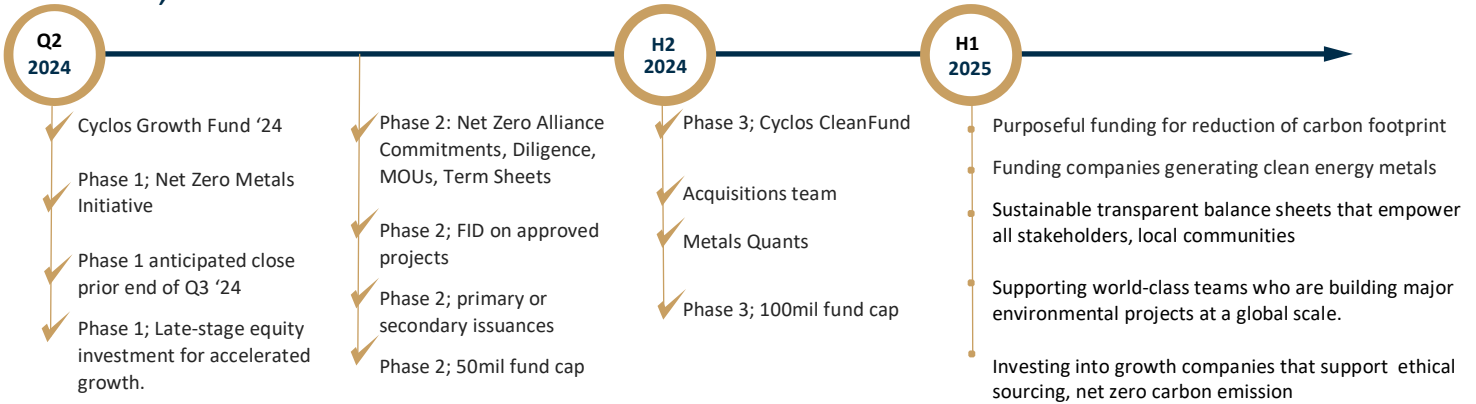 Q2
2024
Cyclos Growth Fund ‘24
Phase 1; Net Zero Metals
Initiative
Phase 1 anticipated close
prior end of Q3 ‘24
Phase 1; Late-stage equity
investment for accelerated
growth.
Phase 2: Net Zero Alliance
Commitments, Diligence,
MOUs, Term Sheets
Phase 2; FID on approved
projects
Phase 2; primary or
secondary issuances
Phase 2; 50mil fund cap
H2
2024
Phase 3; Cyclos CleanFund
Acquisitions team
Metals Quants
Phase 3; 100mil fund cap
H1
2025
Purposeful funding for reduction of carbon footprint
Funding companies generating clean energy metals
Sustainable transparent balance sheets that empower
all stakeholders, local communities
Supporting world-class teams who are building major
environmental projects at a global scale.
Investing into growth companies that support ethical
sourcing, net zero carbon emission